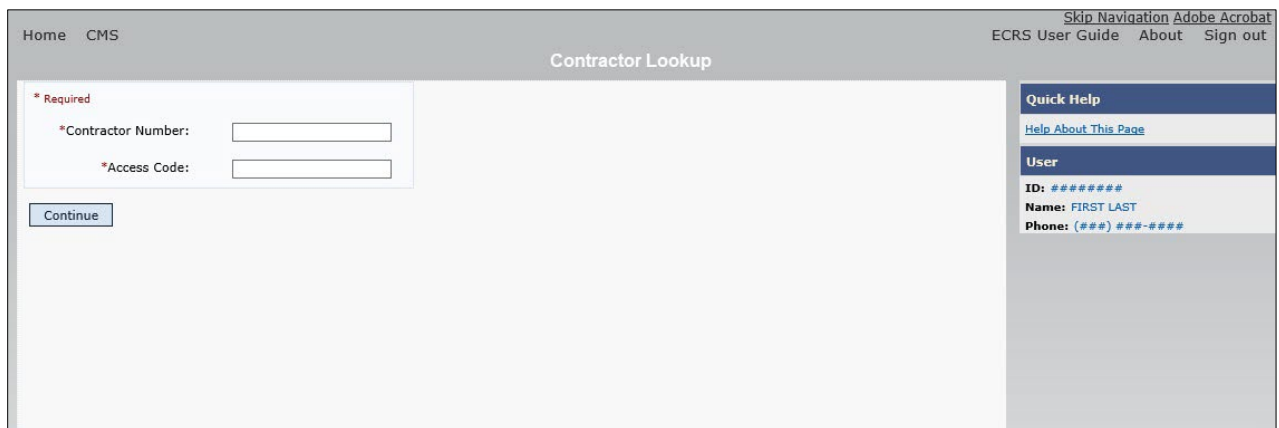 Skip Navigation Adobe Acrobat
Home CMS ECRS User Guide About Sign out
Contractor Lookup
* Required
*Contractor Number:
*Access Code:
Continue
Quick Help
Help About This Page
User
ID: ########
Name: FIRST LAST
Phone: (###) ###-####